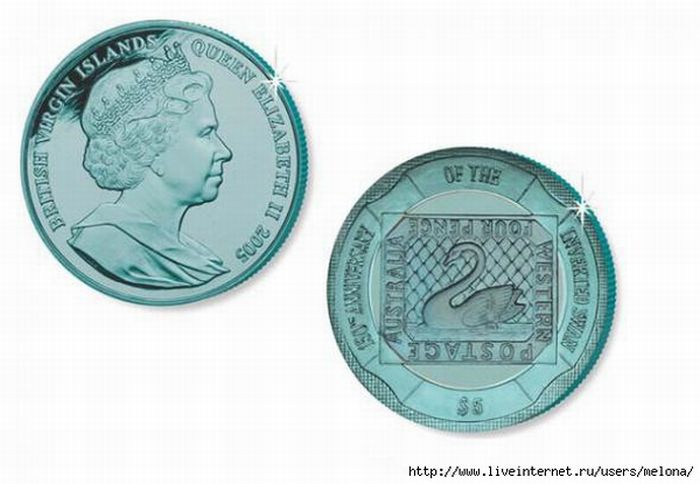 BRITISH VIRGIN ISLANDS QUEEN ELIZABETH II 2005
150TH ANNIVERSARY OF THE INVERTED SWAN
FOUR PENCE
AUSTRALIA
WESTERN
POSTAGE
$5
http://www.liveinternet.ru/users/melona/